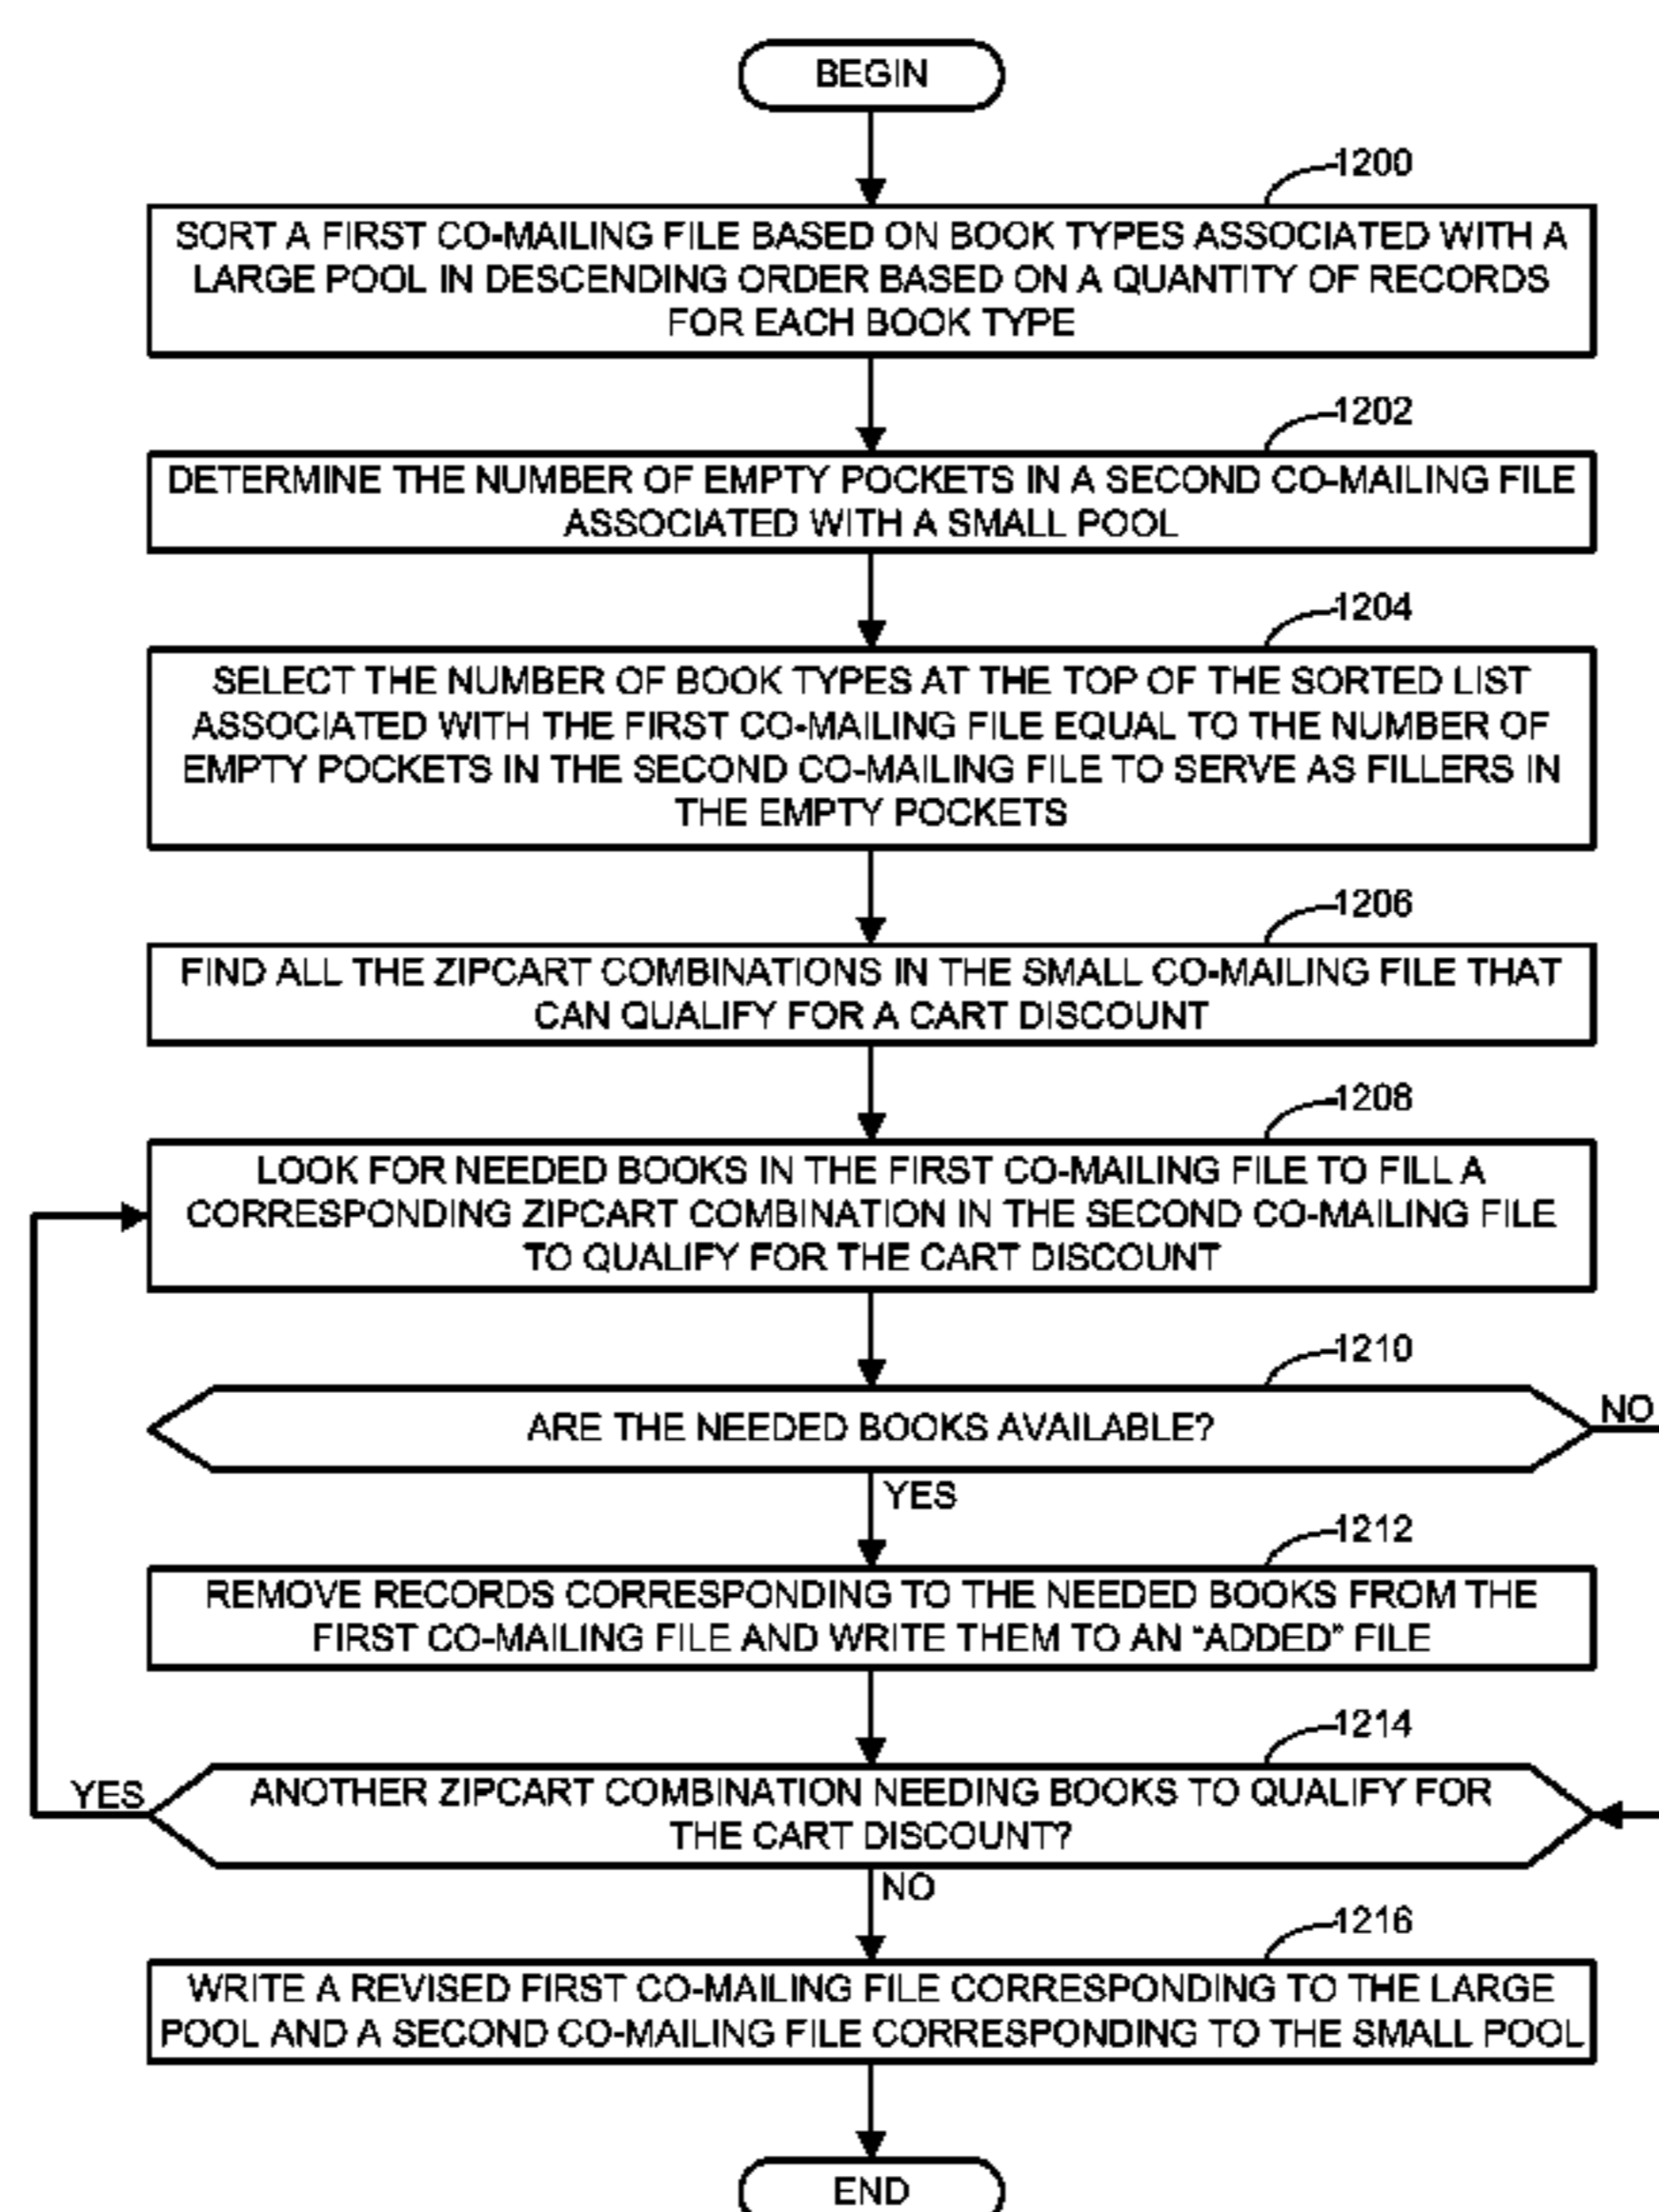 BEGIN
1200
SORT A FIRST CO-MAILING FILE BASED ON BOOK TYPES ASSOCIATED WITH A
LARGE POOL IN DESCENDING ORDER BASED ON A QUANTITY OF RECORDS
FOR EACH BOOK TYPE
1202
DETERMINE THE NUMBER OF EMPTY POCKETS IN A SECOND CO-MAILING FILE
ASSOCIATED WITH A SMALL POOL
1204
SELECT THE NUMBER OF BOOK TYPES AT THE TOP OF THE SORTED LIST
ASSOCIATED WITH THE FIRST CO-MAILING FILE EQUAL TO THE NUMBER OF
EMPTY POCKETS IN THE SECOND CO-MAILING FILE TO SERVE AS FILLERS IN
THE EMPTY POCKETS
1206
FIND ALL THE ZIPCART COMBINATIONS IN THE SMALL CO-MAILING FILE THAT
CAN QUALIFY FOR A CART DISCOUNT
1208
LOOK FOR NEEDED BOOKS IN THE FIRST CO-MAILING FILE TO FILL A
CORRESPONDING ZIPCART COMBINATION IN THE SECOND CO-MAILING FILE
TO QUALIFY FOR THE CART DISCOUNT
1210
ARE THE NEEDED BOOKS AVAILABLE?
NO
YES
1212
REMOVE RECORDS CORRESPONDING TO THE NEEDED BOOKS FROM THE
FIRST CO-MAILING FILE AND WRITE THEM TO AN "ADDED" FILE
1214
YES
ANOTHER ZIPCART COMBINATION NEEDING BOOKS TO QUALIFY FOR
THE CART DISCOUNT?
NO
1216
WRITE A REVISED FIRST CO-MAILING FILE CORRESPONDING TO THE LARGE
POOL AND A SECOND CO-MAILING FILE CORRESPONDING TO THE SMALL POOL
END